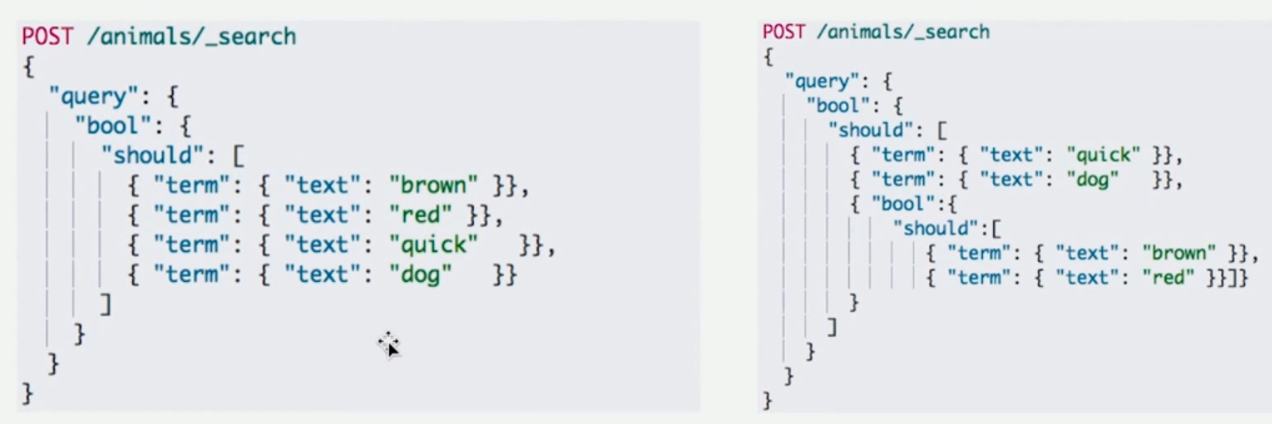 POST /animals/_search
{
  "query": {
    "bool": {
      "should": [
        { "term": { "text": "brown" }},
        { "term": { "text": "red" }},
        { "term": { "text": "quick"   }},
        { "term": { "text": "dog"   }}
      ]
    }
  }
}
POST /animals/_search
{
  "query": {
    "bool": {
      "should": [
        { "term": { "text": "quick" }},
        { "term": { "text": "dog"   }},
        { "bool":{
            "should":[
               { "term": { "text": "brown" }},
               { "term": { "text": "red" }}]}
        }
      ]
    }
  }
}